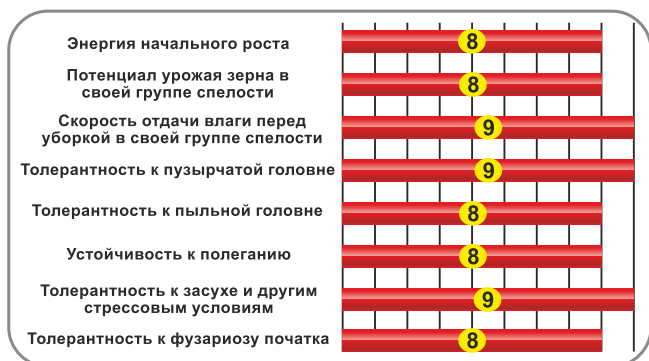 Энергия начального роста
8
Потенциал урожая зерна в
своей группе спелости
8
Скорость отдачи влаги перед
уборкой в своей группе спелости
9
Толерантность к пузырчатой головне
9
Толерантность к пыльной головне
8
Устойчивость к полеганию
8
Толерантность к засухе и другим
стрессовым условиям
9
Толерантность к фузариозу початка
8